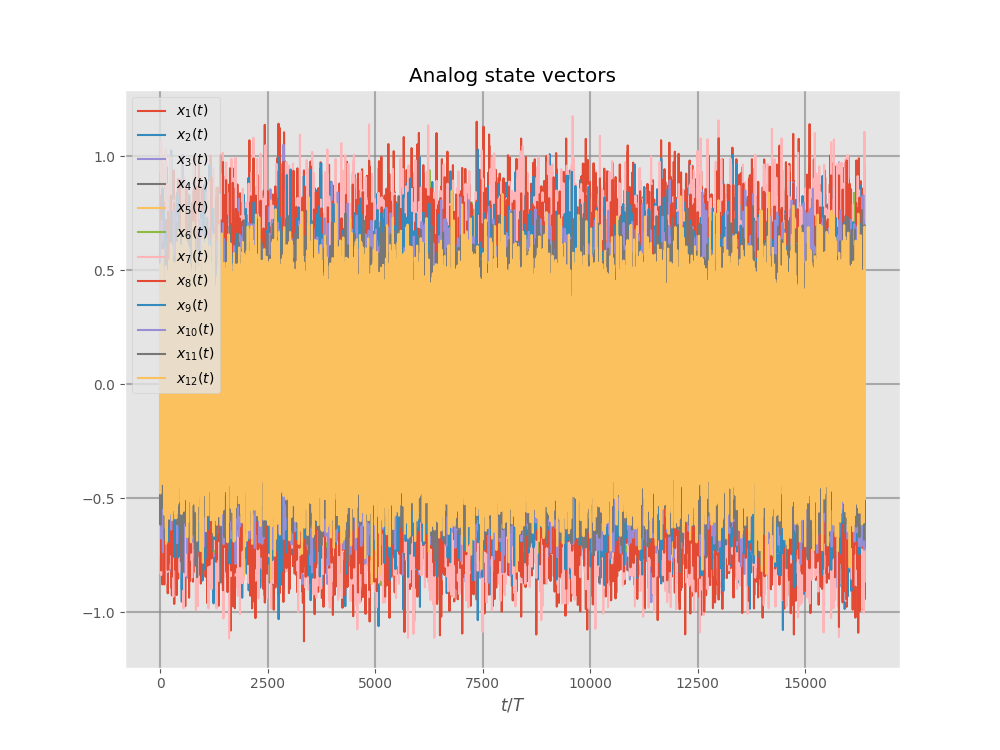 Analog state vectors
x₁(t)
x₂(t)
x₃(t)
x₄(t)
x₅(t)
x₆(t)
x₇(t)
x₈(t)
x₉(t)
x₁₀(t)
x₁₁(t)
x₁₂(t)
1.0
0.5
0.0
−0.5
−1.0
0 2500 5000 7500 10000 12500 15000
t/T